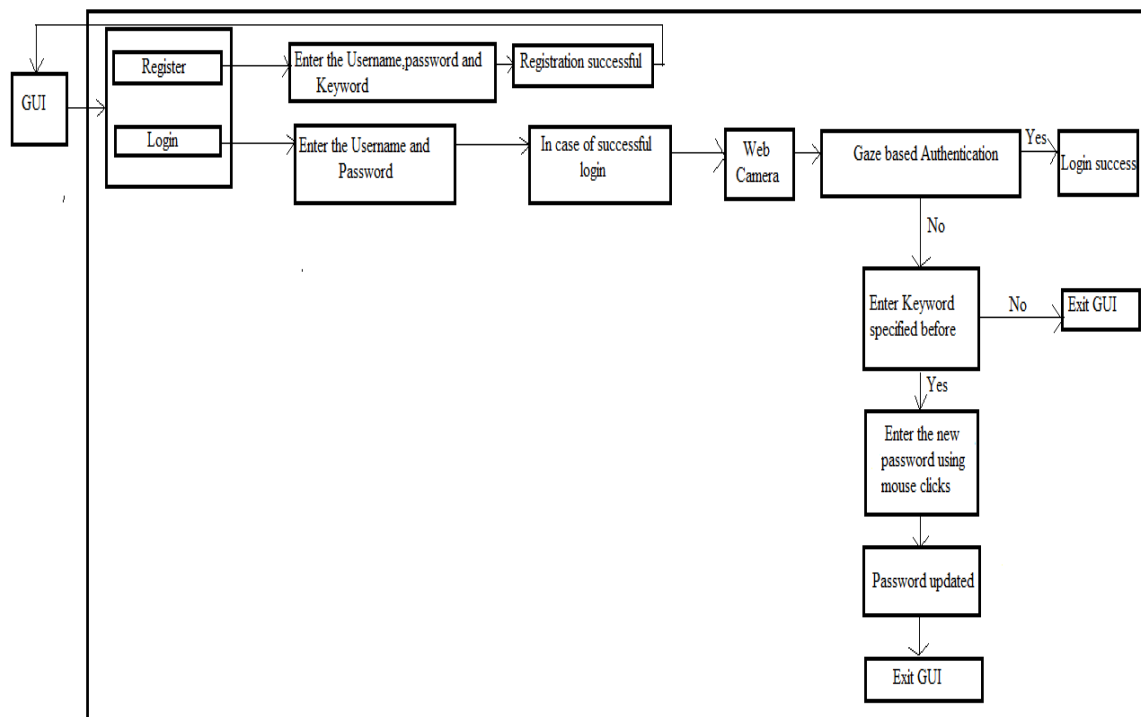 GUI
Register
Login
Enter the Username,password and
Keyword
Registration successful
Enter the Username and
Password
In case of successful
login
Web
Camera
Gaze based Authentication
Yes
Login success
No
Enter Keyword
specified before
No
Exit GUI
Yes
Enter the new
password using
mouse clicks
Password updated
Exit GUI